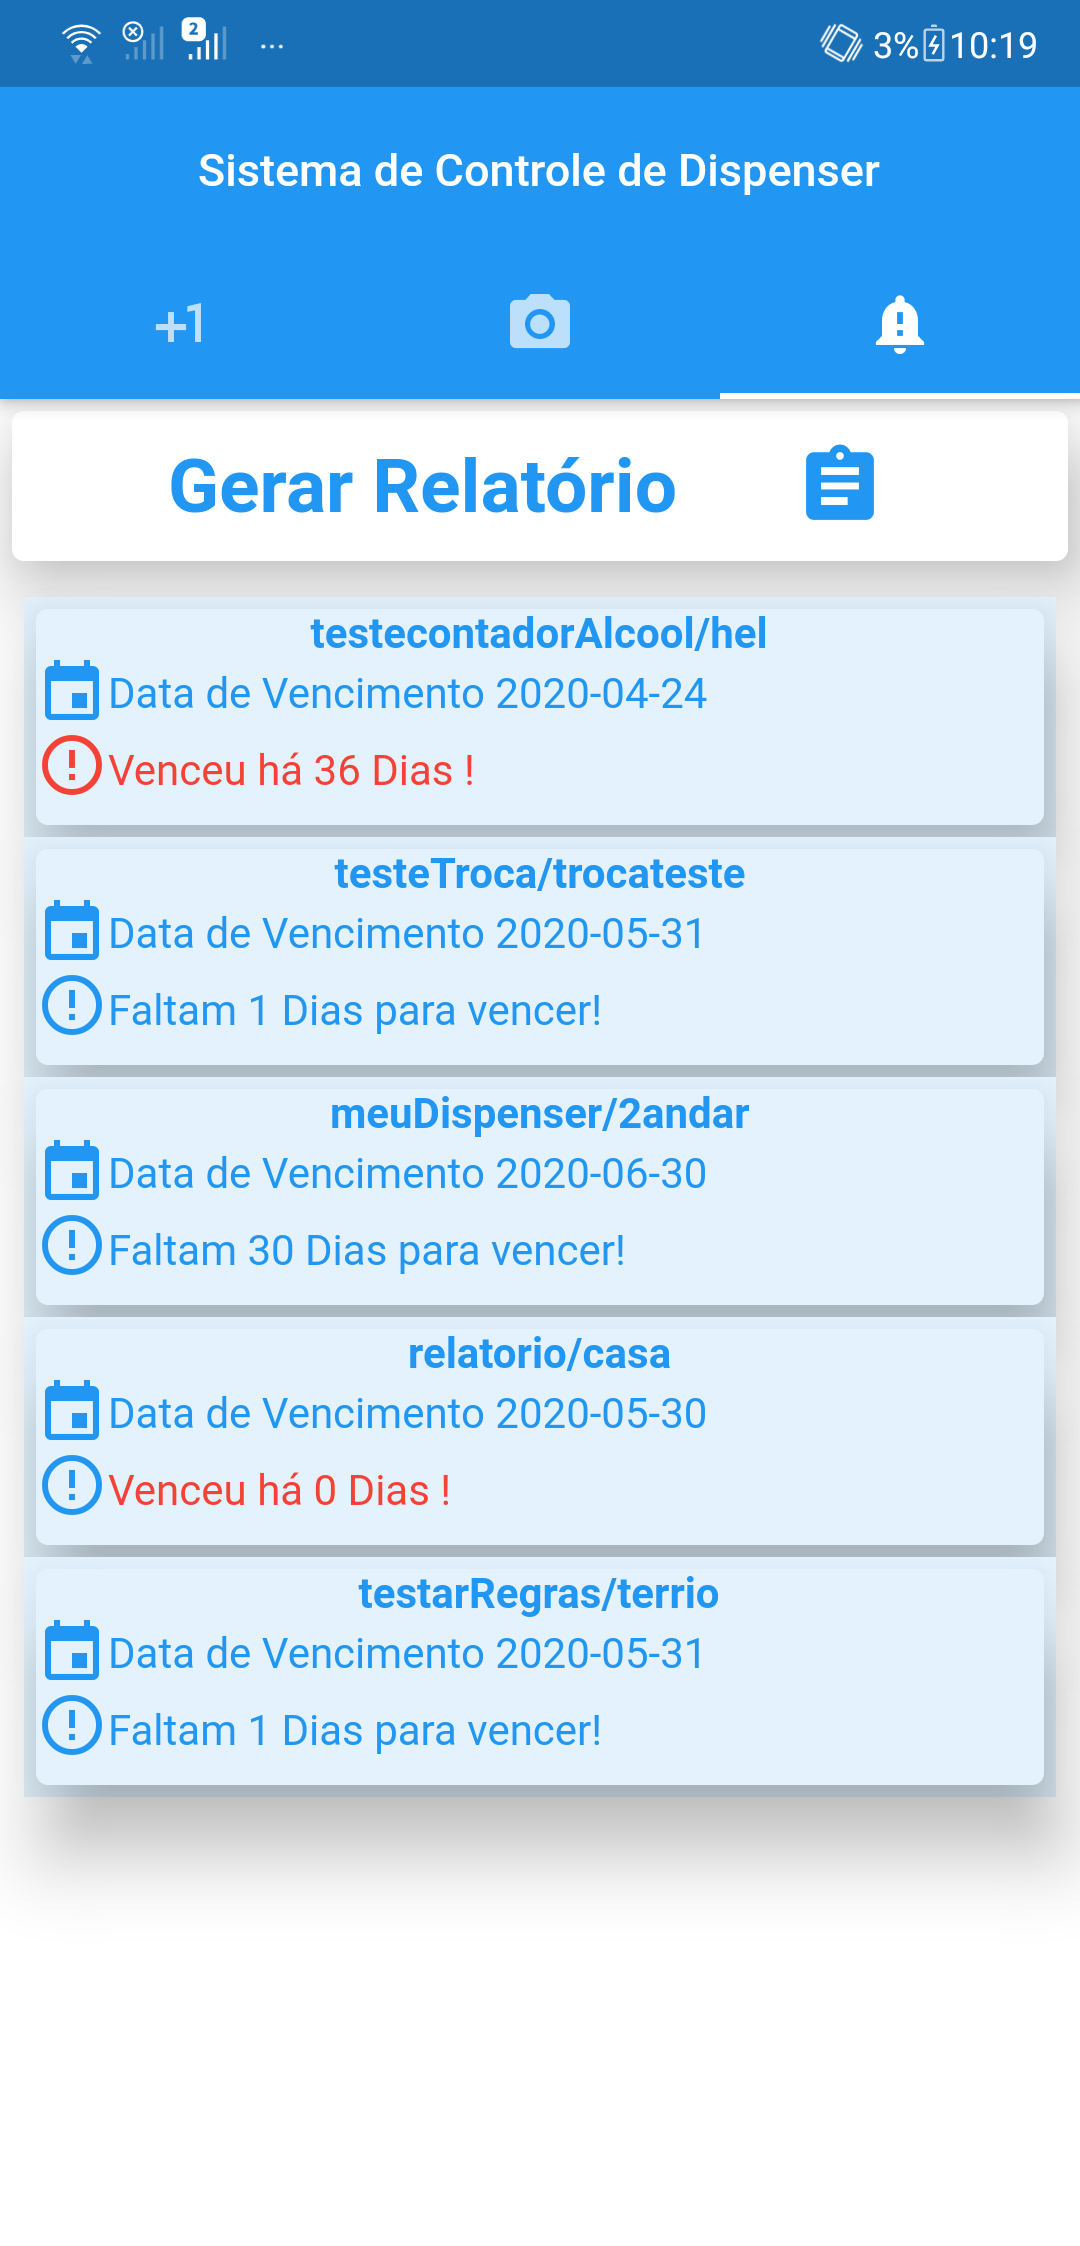 2 ... 3% 10:19
Sistema de Controle de Dispenser
+1
Gerar Relatório
testecontadorAlcool/hel
Data de Vencimento 2020-04-24
Venceu há 36 Dias !
testeTroca/trocateste
Data de Vencimento 2020-05-31
Faltam 1 Dias para vencer!
meuDispenser/2andar
Data de Vencimento 2020-06-30
Faltam 30 Dias para vencer!
relatorio/casa
Data de Vencimento 2020-05-30
Venceu há 0 Dias !
testarRegras/terrio
Data de Vencimento 2020-05-31
Faltam 1 Dias para vencer!